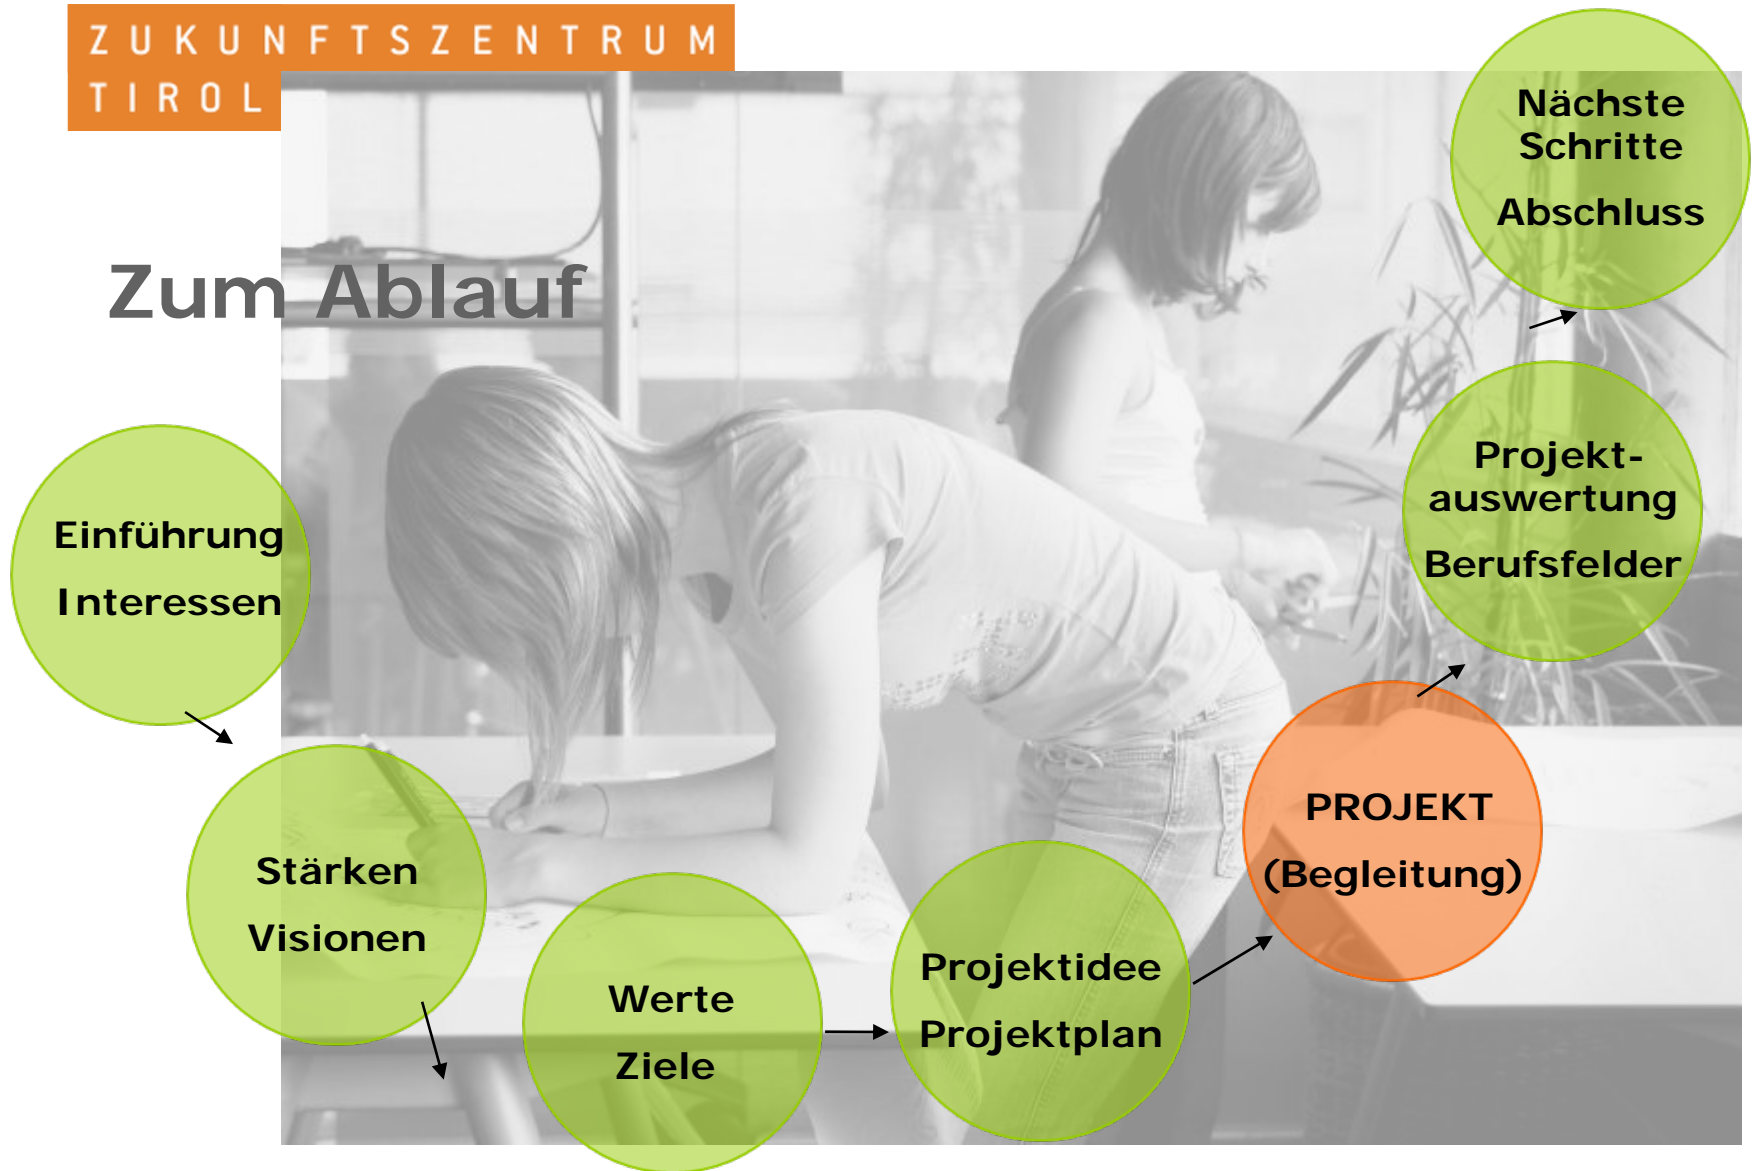 ZUKUNFTSZENTRUM
TIROL
Zum Ablauf
Einführung
Interessen
Stärken
Visionen
Werte
Ziele
Projektidee
Projektplan
PROJEKT
(Begleitung)
Projekt-
auswertung
Berufsfelder
Nächste
Schritte
Abschluss